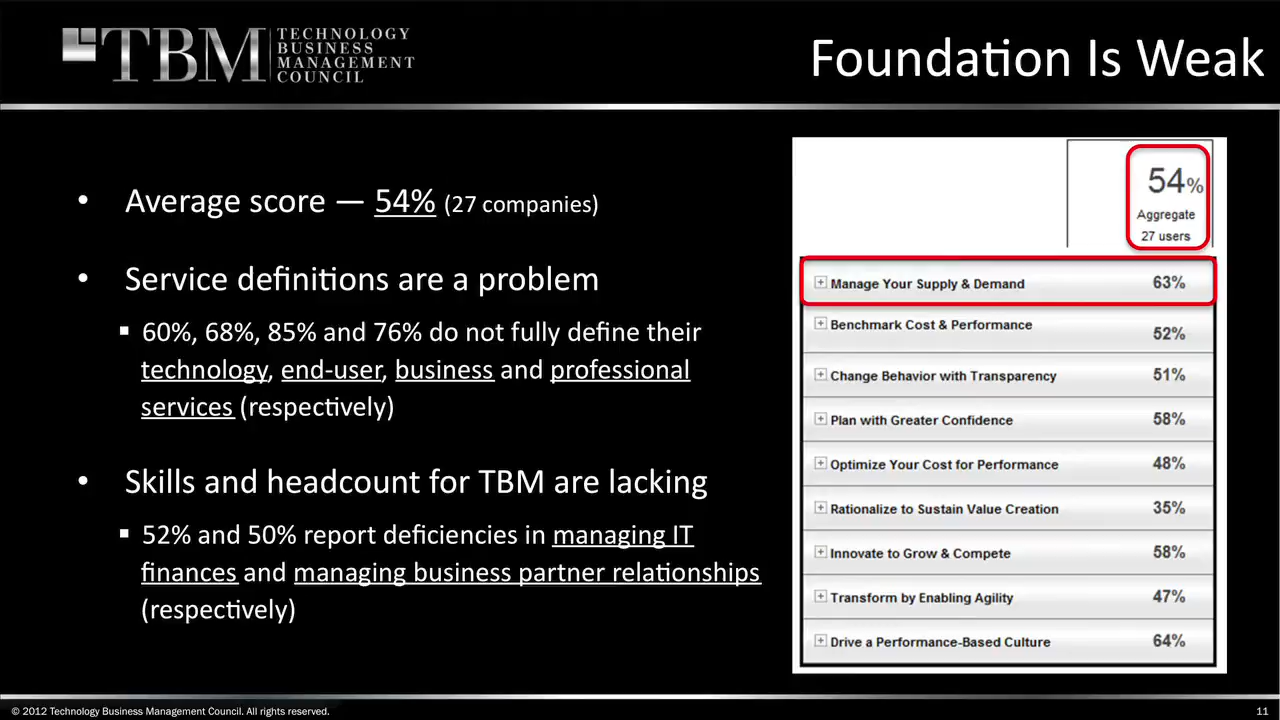 TBM
TECHNOLOGY
BUSINESS
MANAGEMENT
COUNCIL
Foundation Is Weak
• Average score — 54% (27 companies)
• Service definitions are a problem
▪ 60%, 68%, 85% and 76% do not fully define their
technology, end-user, business and professional
services (respectively)
• Skills and headcount for TBM are lacking
▪ 52% and 50% report deficiencies in managing IT
finances and managing business partner relationships
(respectively)
54%
Aggregate
27 users
Manage Your Supply & Demand 63%
Benchmark Cost & Performance 52%
Change Behavior with Transparency 51%
Plan with Greater Confidence 58%
Optimize Your Cost for Performance 48%
Rationalize to Sustain Value Creation 35%
Innovate to Grow & Compete 58%
Transform by Enabling Agility 47%
Drive a Performance-Based Culture 64%
© 2012 Technology Business Management Council. All rights reserved.
11